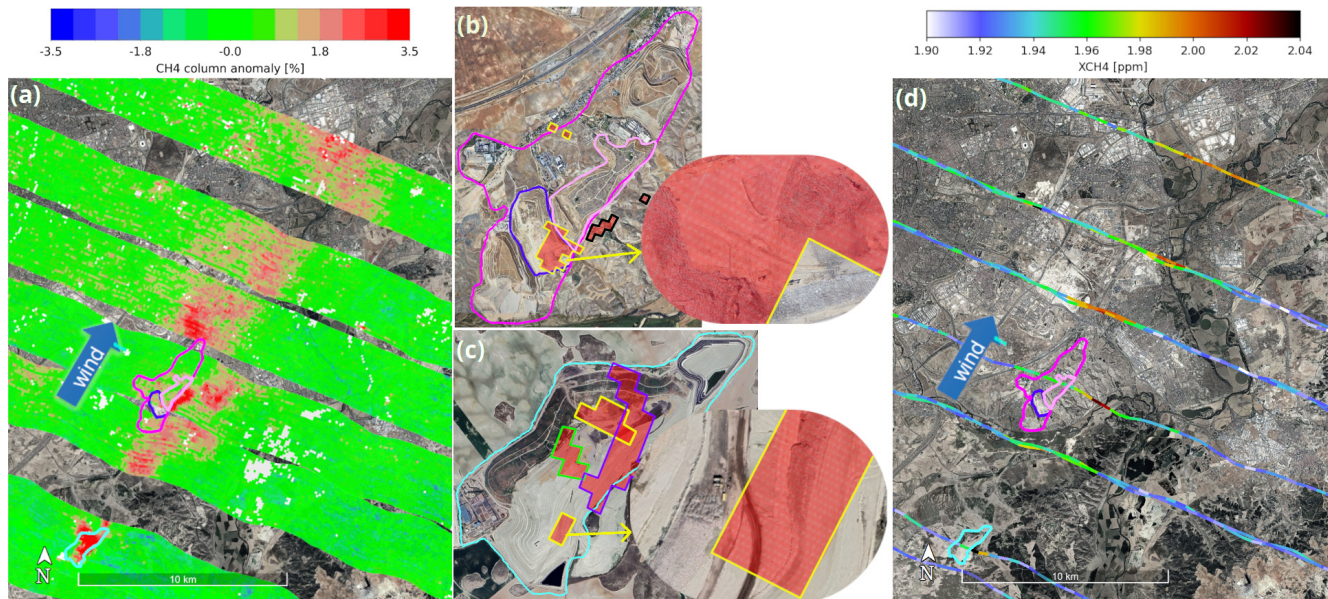 -3.5 -1.8 -0.0 1.8 3.5
CH4 column anomaly [%]
(a)
wind
N
10 km
(b)
(c)
1.90 1.92 1.94 1.96 1.98 2.00 2.02 2.04
XCH4 [ppm]
(d)
wind
N
10 km